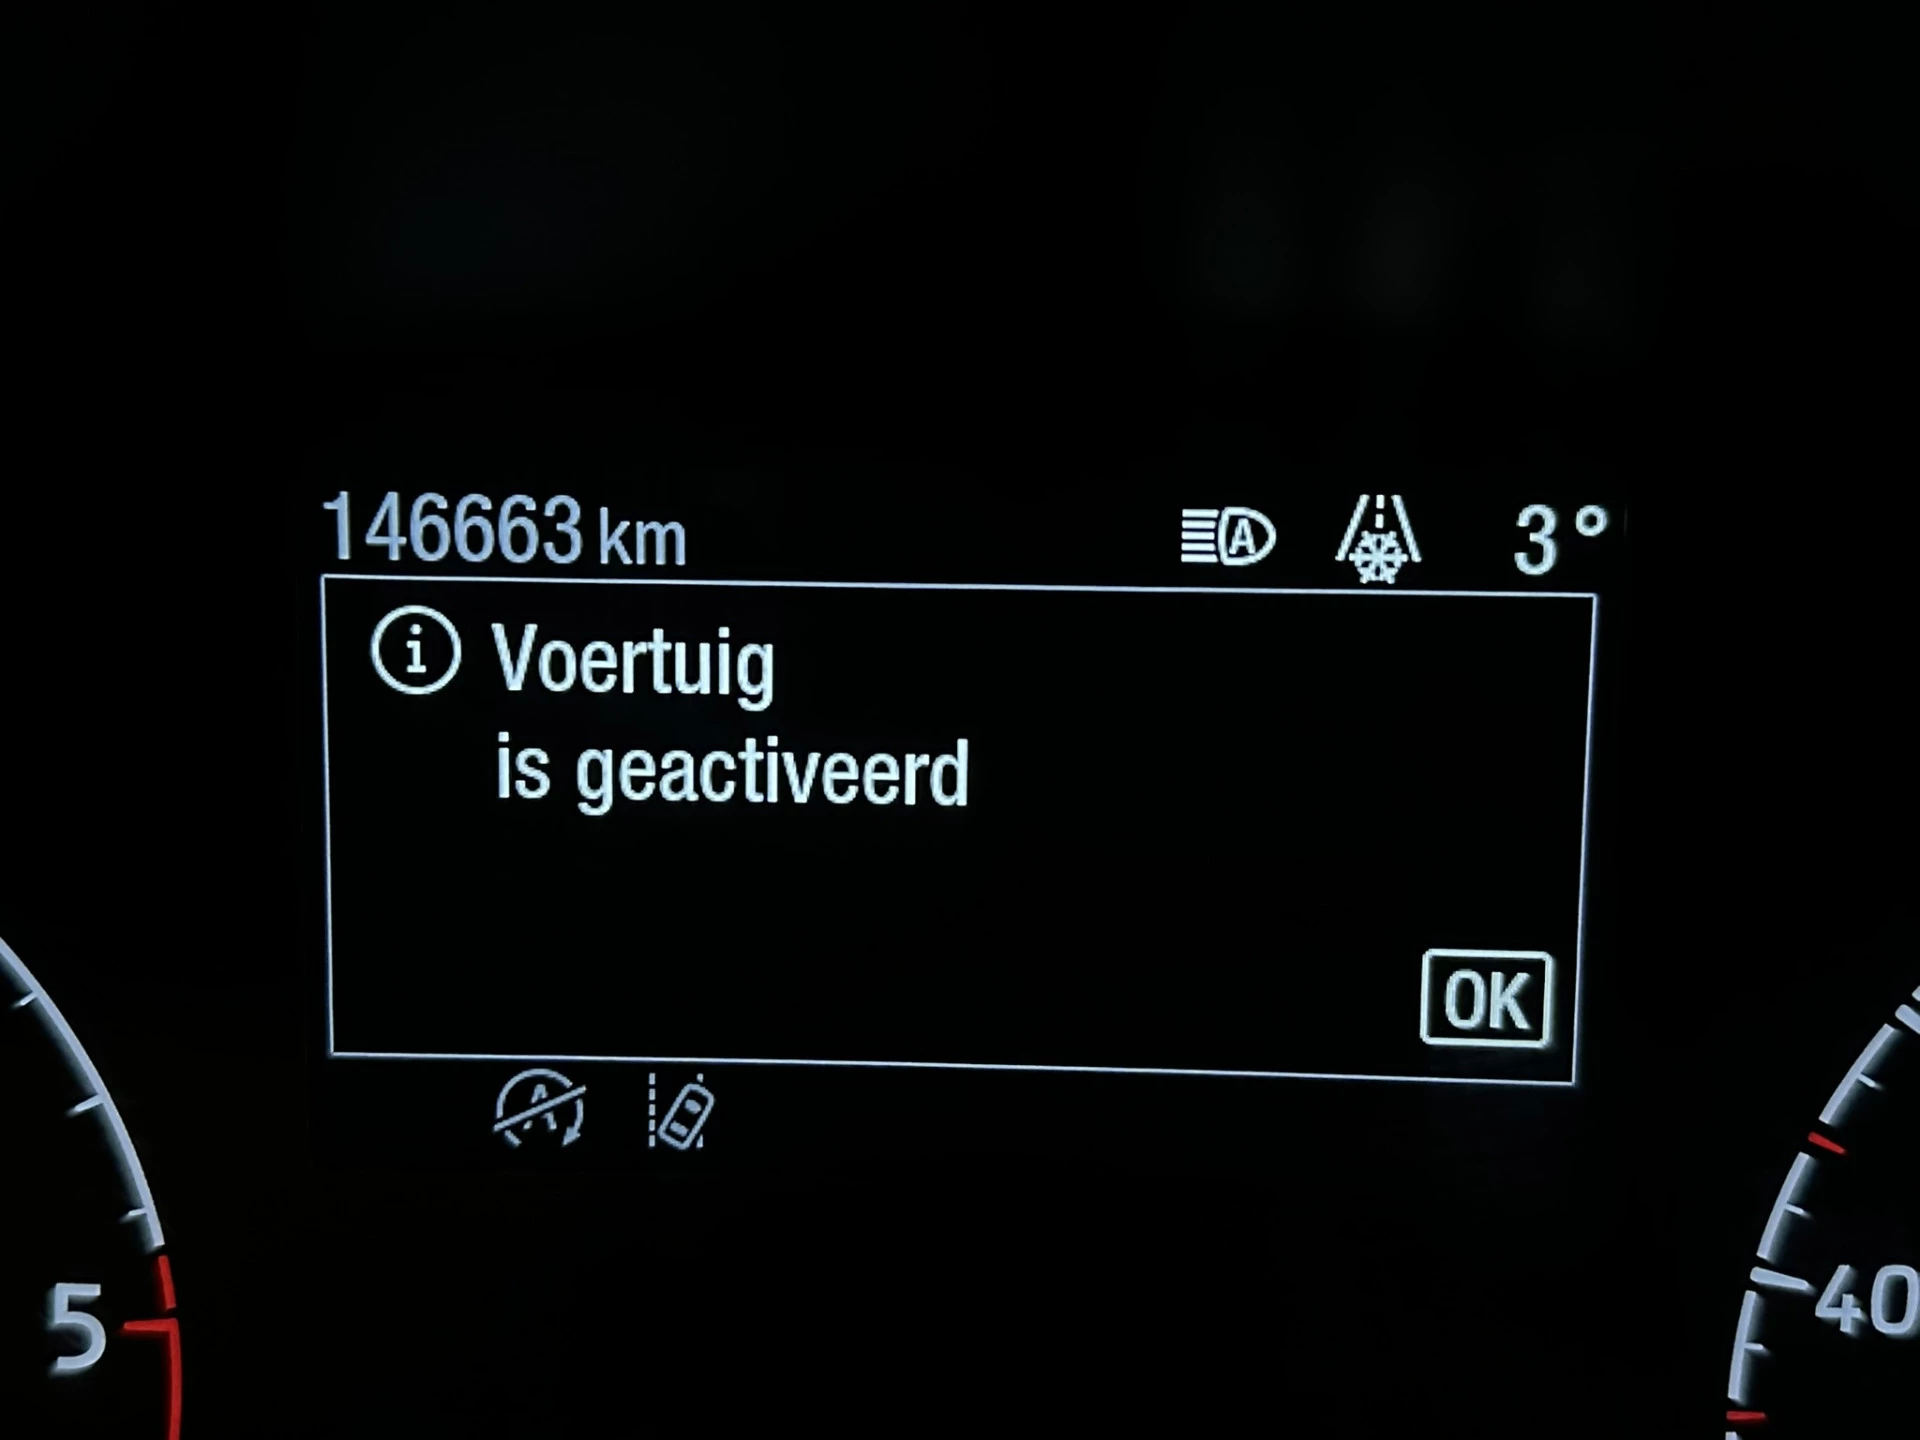 146663 km 3°
i Voertuig
is geactiveerd
OK
5
40